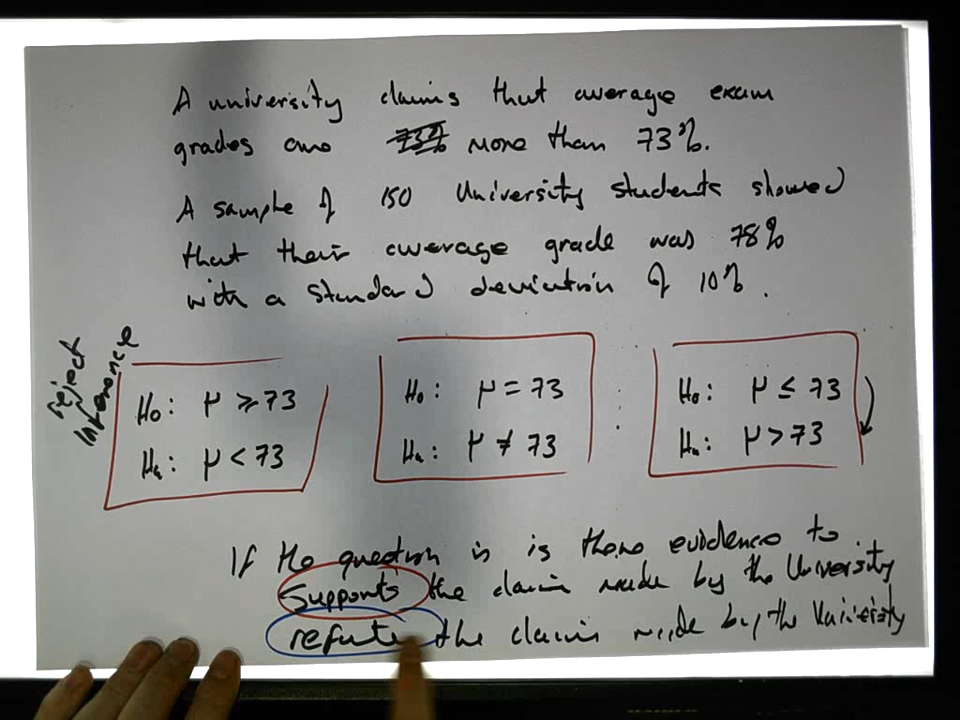 A university claims that average exam
grades are 73% more than 73%.
A sample of 150 University students showed
that their average grade was 78%
with a standard deviation of 10%.
reject
Inference
H₀: μ ≥ 73
Hₐ: μ < 73
H₀: μ = 73
Hₐ: μ ≠ 73
H₀: μ ≤ 73
Hₐ: μ > 73
If the question is is there evidence to
supports the claim made by the University
refute the claim made by the University